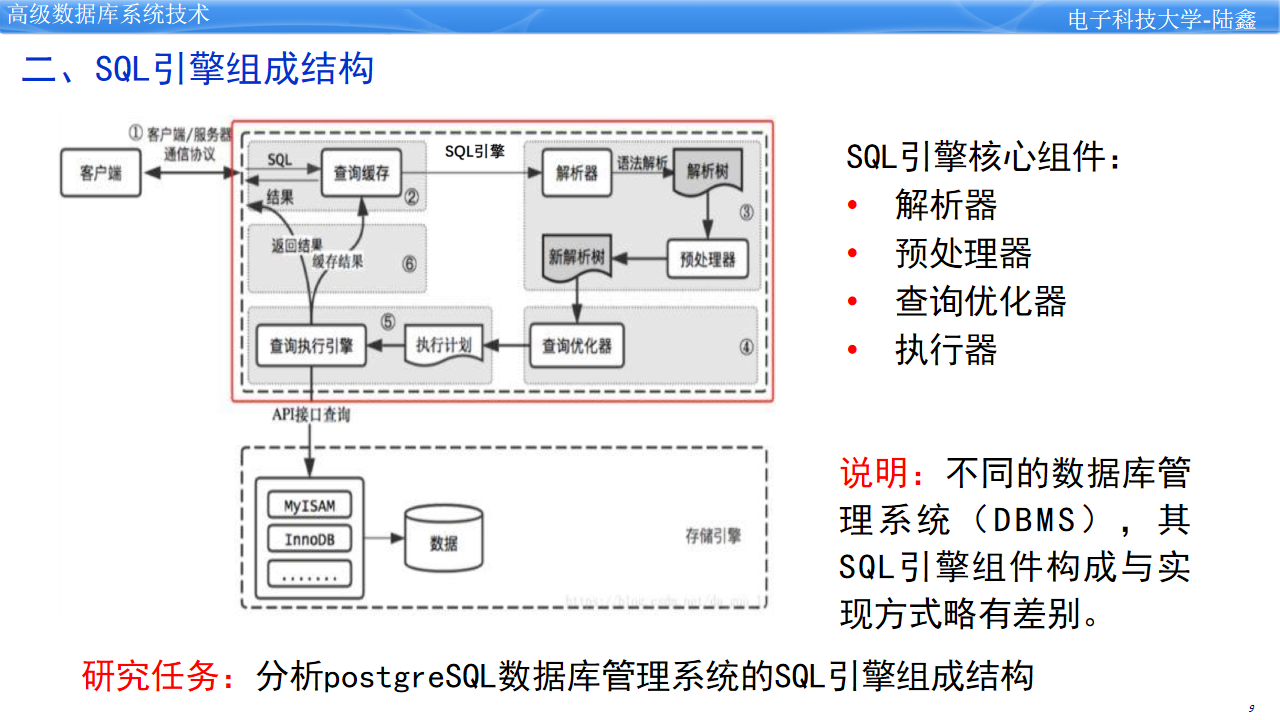 高级数据库系统技术
电子科技大学-陆鑫
二、SQL引擎组成结构
① 客户端/服务器
通信协议
客户端
SQL
结果
查询缓存
②
SQL引擎
解析器
语法解析
解析树
③
新解析树
预处理器
返回结果
缓存结果
⑥
⑤
查询执行引擎
执行计划
查询优化器
④
API接口查询
MyISAM
InnoDB
.......
数据
存储引擎
SQL引擎核心组件：
• 解析器
• 预处理器
• 查询优化器
• 执行器
说明：不同的数据库管
理系统（DBMS），其
SQL引擎组件构成与实
现方式略有差别。
研究任务：分析postgreSQL数据库管理系统的SQL引擎组成结构
9